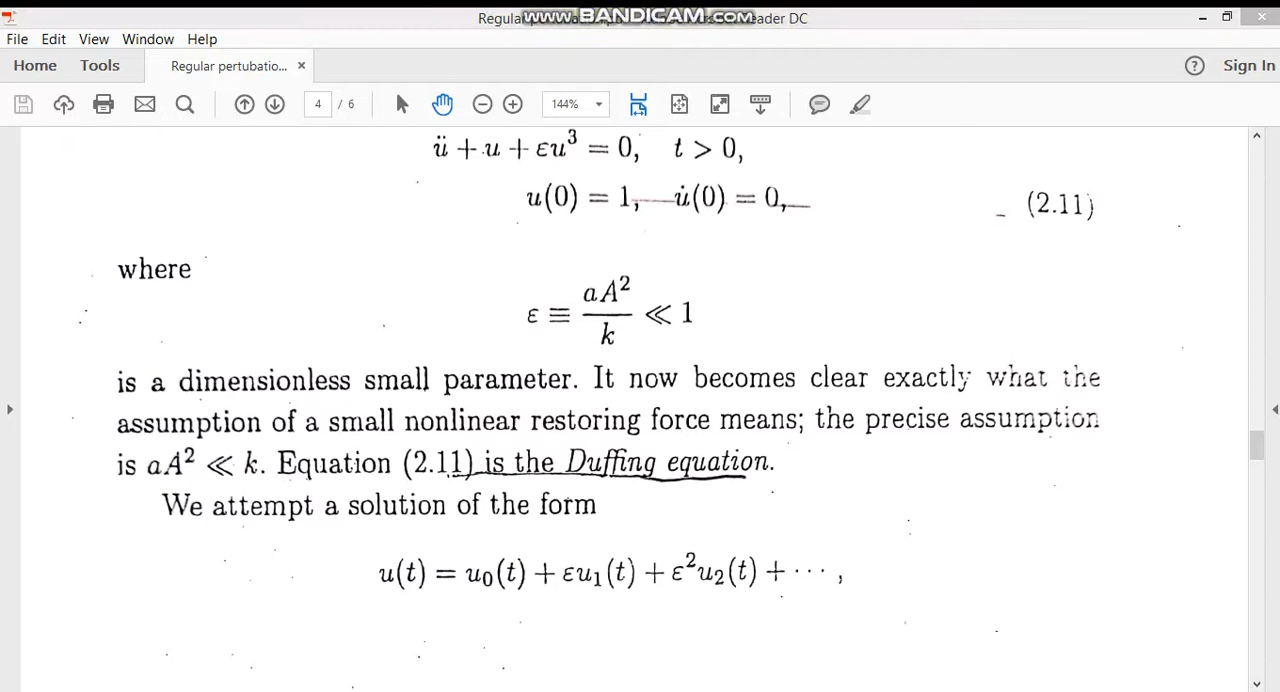 Regular
www.BANDICAM.com
eader DC
File Edit View Window Help
Home Tools Regular pertubatio... × ? Sign In
4 / 6 144%
ü + u + εu³ = 0, t > 0,
u(0) = 1, u̇(0) = 0, (2.11)
where
ε ≡ aA²/k ≪ 1
is a dimensionless small parameter. It now becomes clear exactly what the
assumption of a small nonlinear restoring force means; the precise assumption
is aA² ≪ k. Equation (2.11) is the Duffing equation.
We attempt a solution of the form
u(t) = u₀(t) + εu₁(t) + ε²u₂(t) + ··· ,